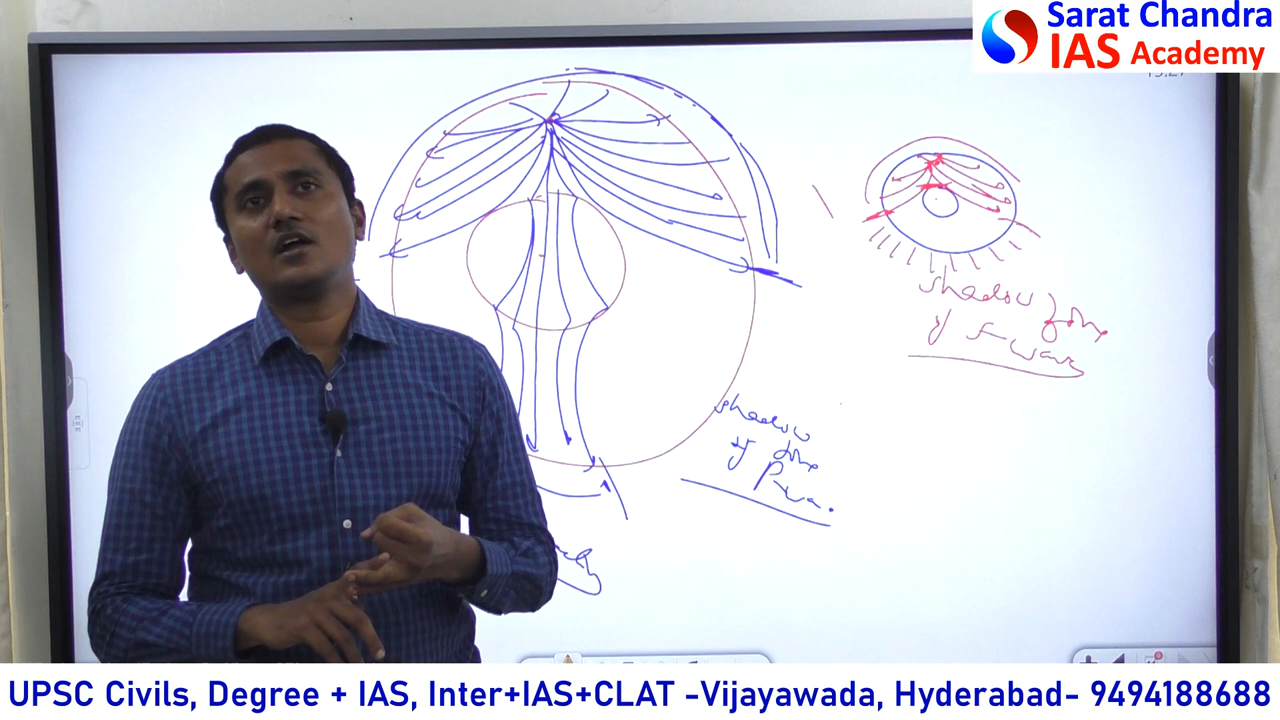 Sarat Chandra
IAS Academy
shadow zone
of S-wave
shadow
zone
of P-wa.
UPSC Civils, Degree + IAS, Inter+IAS+CLAT -Vijayawada, Hyderabad- 9494188688